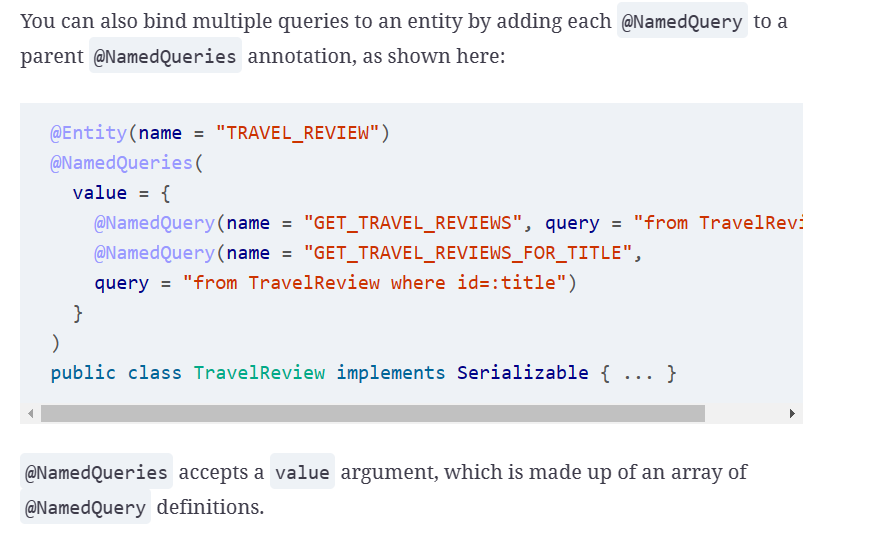 You can also bind multiple queries to an entity by adding each @NamedQuery to a
parent @NamedQueries annotation, as shown here:
@Entity(name = "TRAVEL_REVIEW")
@NamedQueries(
value = {
@NamedQuery(name = "GET_TRAVEL_REVIEWS", query = "from TravelRevi
@NamedQuery(name = "GET_TRAVEL_REVIEWS_FOR_TITLE",
query = "from TravelReview where id=:title")
}
)
public class TravelReview implements Serializable { ... }
@NamedQueries accepts a value argument, which is made up of an array of
@NamedQuery definitions.